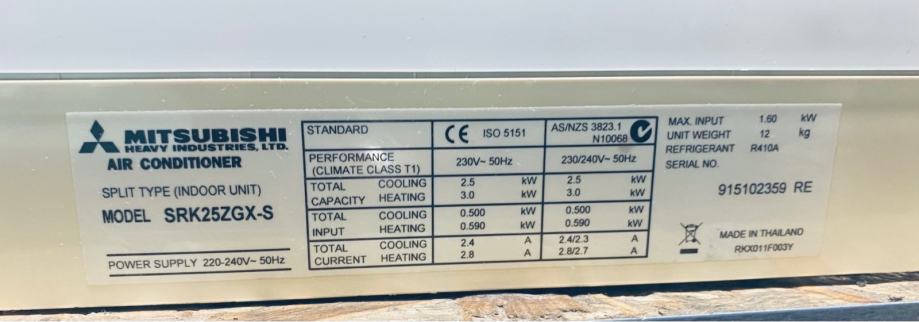 MITSUBISHI
HEAVY INDUSTRIES, LTD.
AIR CONDITIONER
SPLIT TYPE (INDOOR UNIT)
MODEL SRK25ZGX-S
POWER SUPPLY 220-240V~ 50Hz
STANDARD CE ISO 5151 AS/NZS 3823.1 N10068
PERFORMANCE (CLIMATE CLASS T1) 230V~ 50Hz 230/240V~ 50Hz
TOTAL CAPACITY COOLING 2.5 kW 2.5 kW
HEATING 3.0 kW 3.0 kW
TOTAL INPUT COOLING 0.500 kW 0.500 kW
HEATING 0.590 kW 0.590 kW
TOTAL CURRENT COOLING 2.4 A 2.4/2.3 A
HEATING 2.8 A 2.8/2.7 A
MAX. INPUT 1.60 kW
UNIT WEIGHT 12 kg
REFRIGERANT R410A
SERIAL NO.
915102359 RE
MADE IN THAILAND
RKX011F003Y